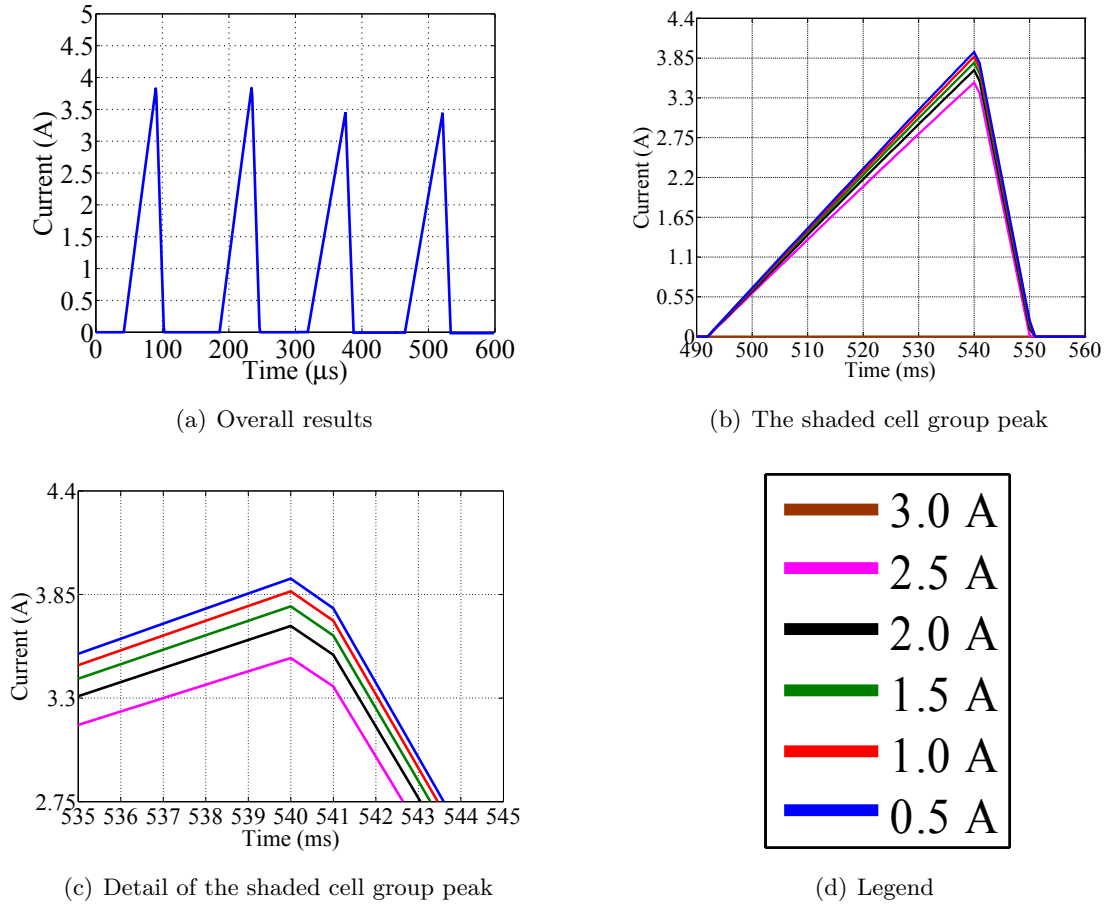 5
4.5
4
3.5
3
2.5
2
1.5
1
0.5
0
Current (A)
0 100 200 300 400 500 600
Time (μs)
(a) Overall results
4.4
3.85
3.3
2.75
2.2
1.65
1.1
0.55
0
Current (A)
490 500 510 520 530 540 550 560
Time (ms)
(b) The shaded cell group peak
4.4
3.85
3.3
2.75
Current (A)
535 536 537 538 539 540 541 542 543 544 545
Time (ms)
(c) Detail of the shaded cell group peak
3.0 A
2.5 A
2.0 A
1.5 A
1.0 A
0.5 A
(d) Legend